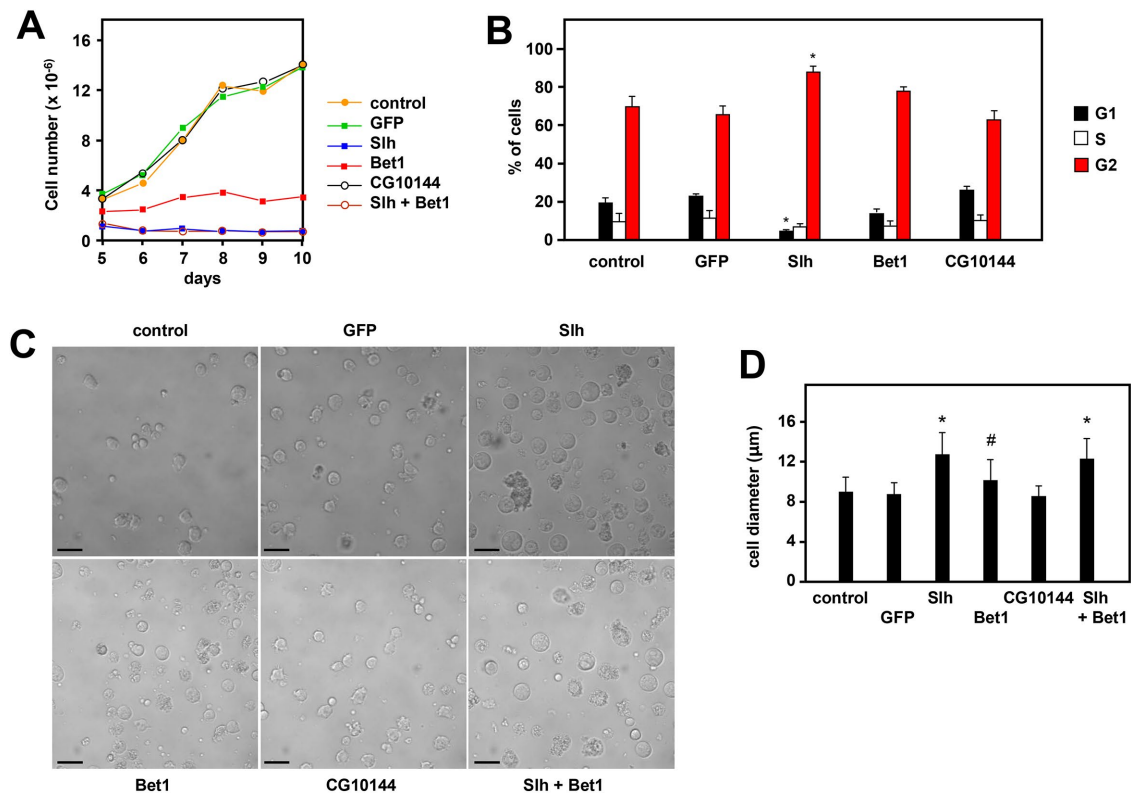 A
Cell number (x 10⁻⁶)
16
12
8
4
0
5 6 7 8 9 10
days
control
GFP
Slh
Bet1
CG10144
Slh + Bet1
B
% of cells
100
80
60
40
20
0
*
*
control GFP Slh Bet1 CG10144
G1
S
G2
C
control GFP Slh
Bet1 CG10144 Slh + Bet1
D
cell diameter (µm)
16
12
8
4
0
* # *
control Slh CG10144 Slh
GFP Bet1 + Bet1